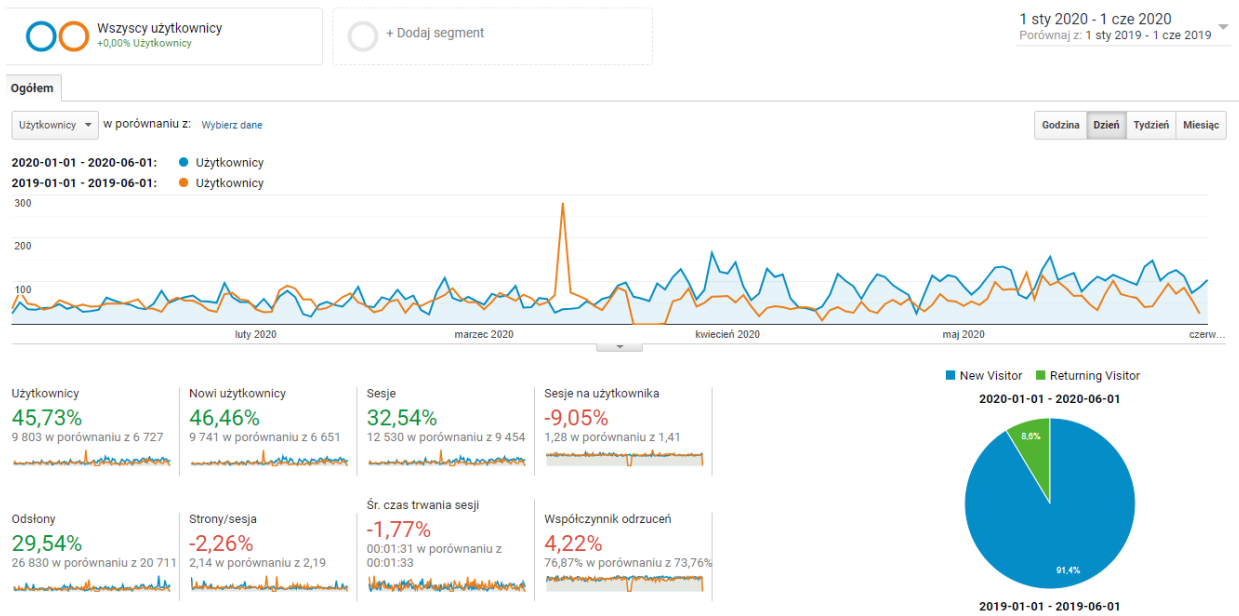 Wszyscy użytkownicy
+0,00% Użytkownicy
+ Dodaj segment
1 sty 2020 - 1 cze 2020
Porównaj z: 1 sty 2019 - 1 cze 2019
Ogółem
Użytkownicy
w porównaniu z:
Wybierz dane
Godzina
Dzień
Tydzień
Miesiąc
2020-01-01 - 2020-06-01: Użytkownicy
2019-01-01 - 2019-06-01: Użytkownicy
300
200
100
luty 2020
marzec 2020
kwiecień 2020
maj 2020
czerw...
Użytkownicy
45,73%
9 803 w porównaniu z 6 727
Nowi użytkownicy
46,46%
9 741 w porównaniu z 6 651
Sesje
32,54%
12 530 w porównaniu z 9 454
Sesje na użytkownika
-9,05%
1,28 w porównaniu z 1,41
Odsłony
29,54%
26 830 w porównaniu z 20 711
Strony/sesja
-2,26%
2,14 w porównaniu z 2,19
Śr. czas trwania sesji
-1,77%
00:01:31 w porównaniu z
00:01:33
Współczynnik odrzuceń
4,22%
76,87% w porównaniu z 73,76%
New Visitor
Returning Visitor
2020-01-01 - 2020-06-01
8,6%
91,4%
2019-01-01 - 2019-06-01